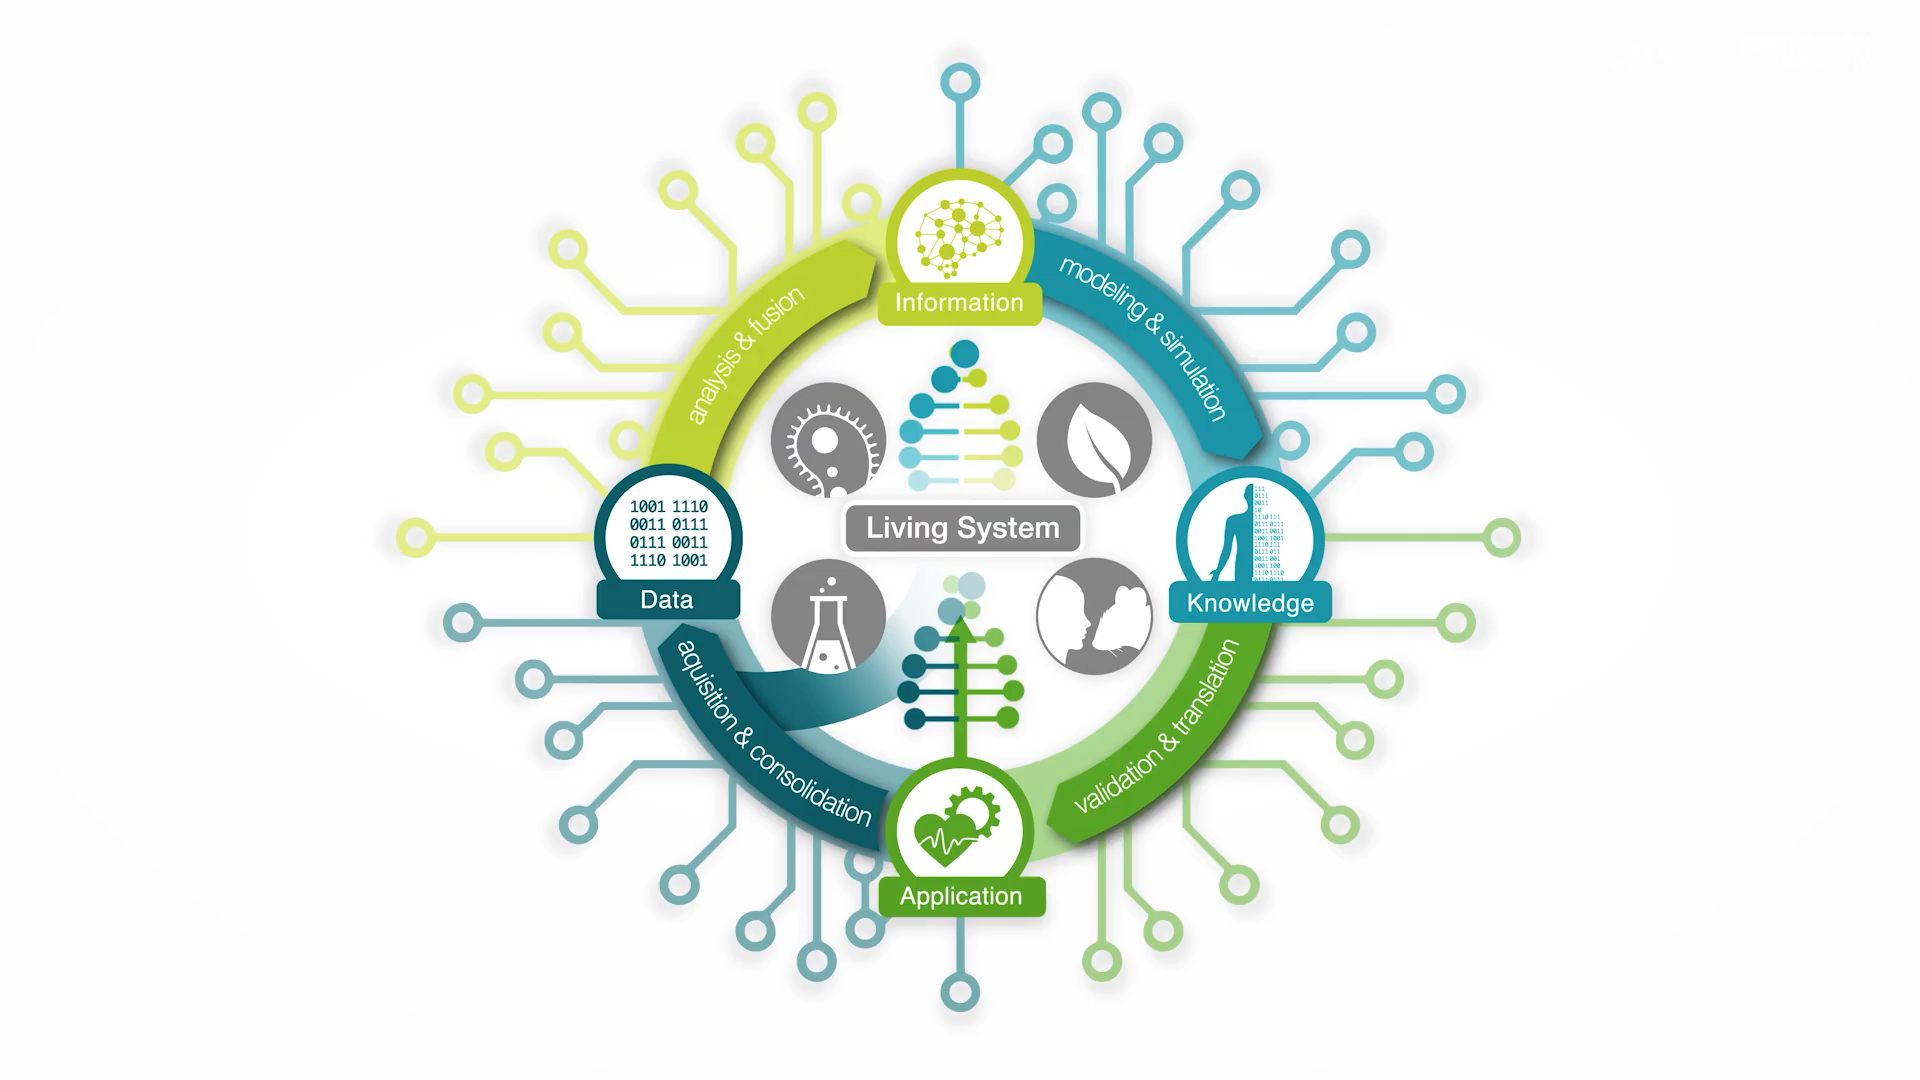 Information
modeling & simulation
analysis & fusion
Living System
1001 1110
0011 0111
0111 0011
1110 1001
Data
Knowledge
aquisition & consolidation
validation & translation
Application